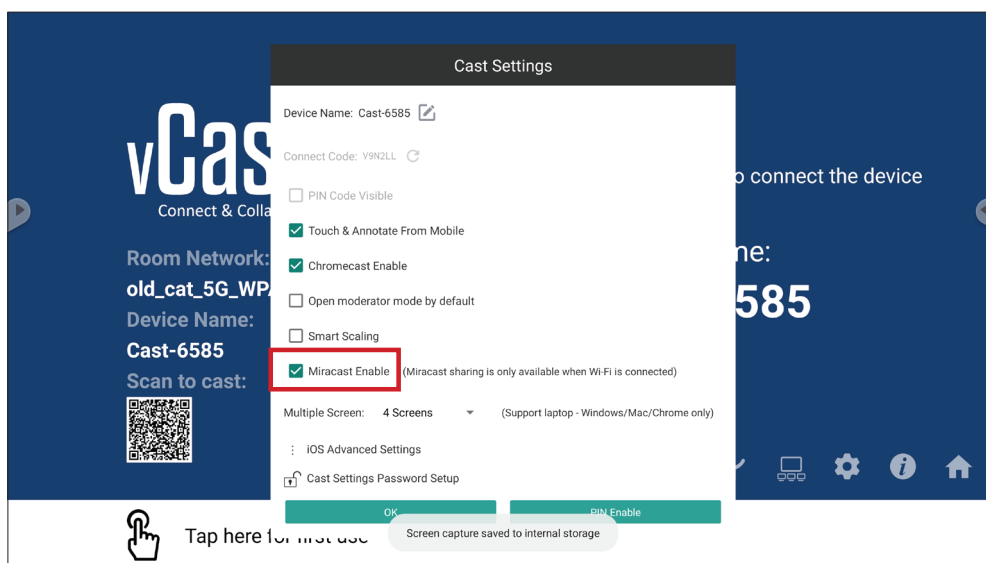 Cast Settings
Device Name: Cast-6585
Connect Code: V9N2LL
PIN Code Visible
Touch & Annotate From Mobile
Chromecast Enable
Open moderator mode by default
Smart Scaling
Miracast Enable (Miracast sharing is only available when Wi-Fi is connected)
Multiple Screen: 4 Screens (Support laptop - Windows/Mac/Chrome only)
iOS Advanced Settings
Cast Settings Password Setup
OK PIN Enable
Screen capture saved to internal storage
vCas
Connect & Colla
Room Network:
old_cat_5G_WP
Device Name:
Cast-6585
Scan to cast:
connect the device
585
Tap here for first use